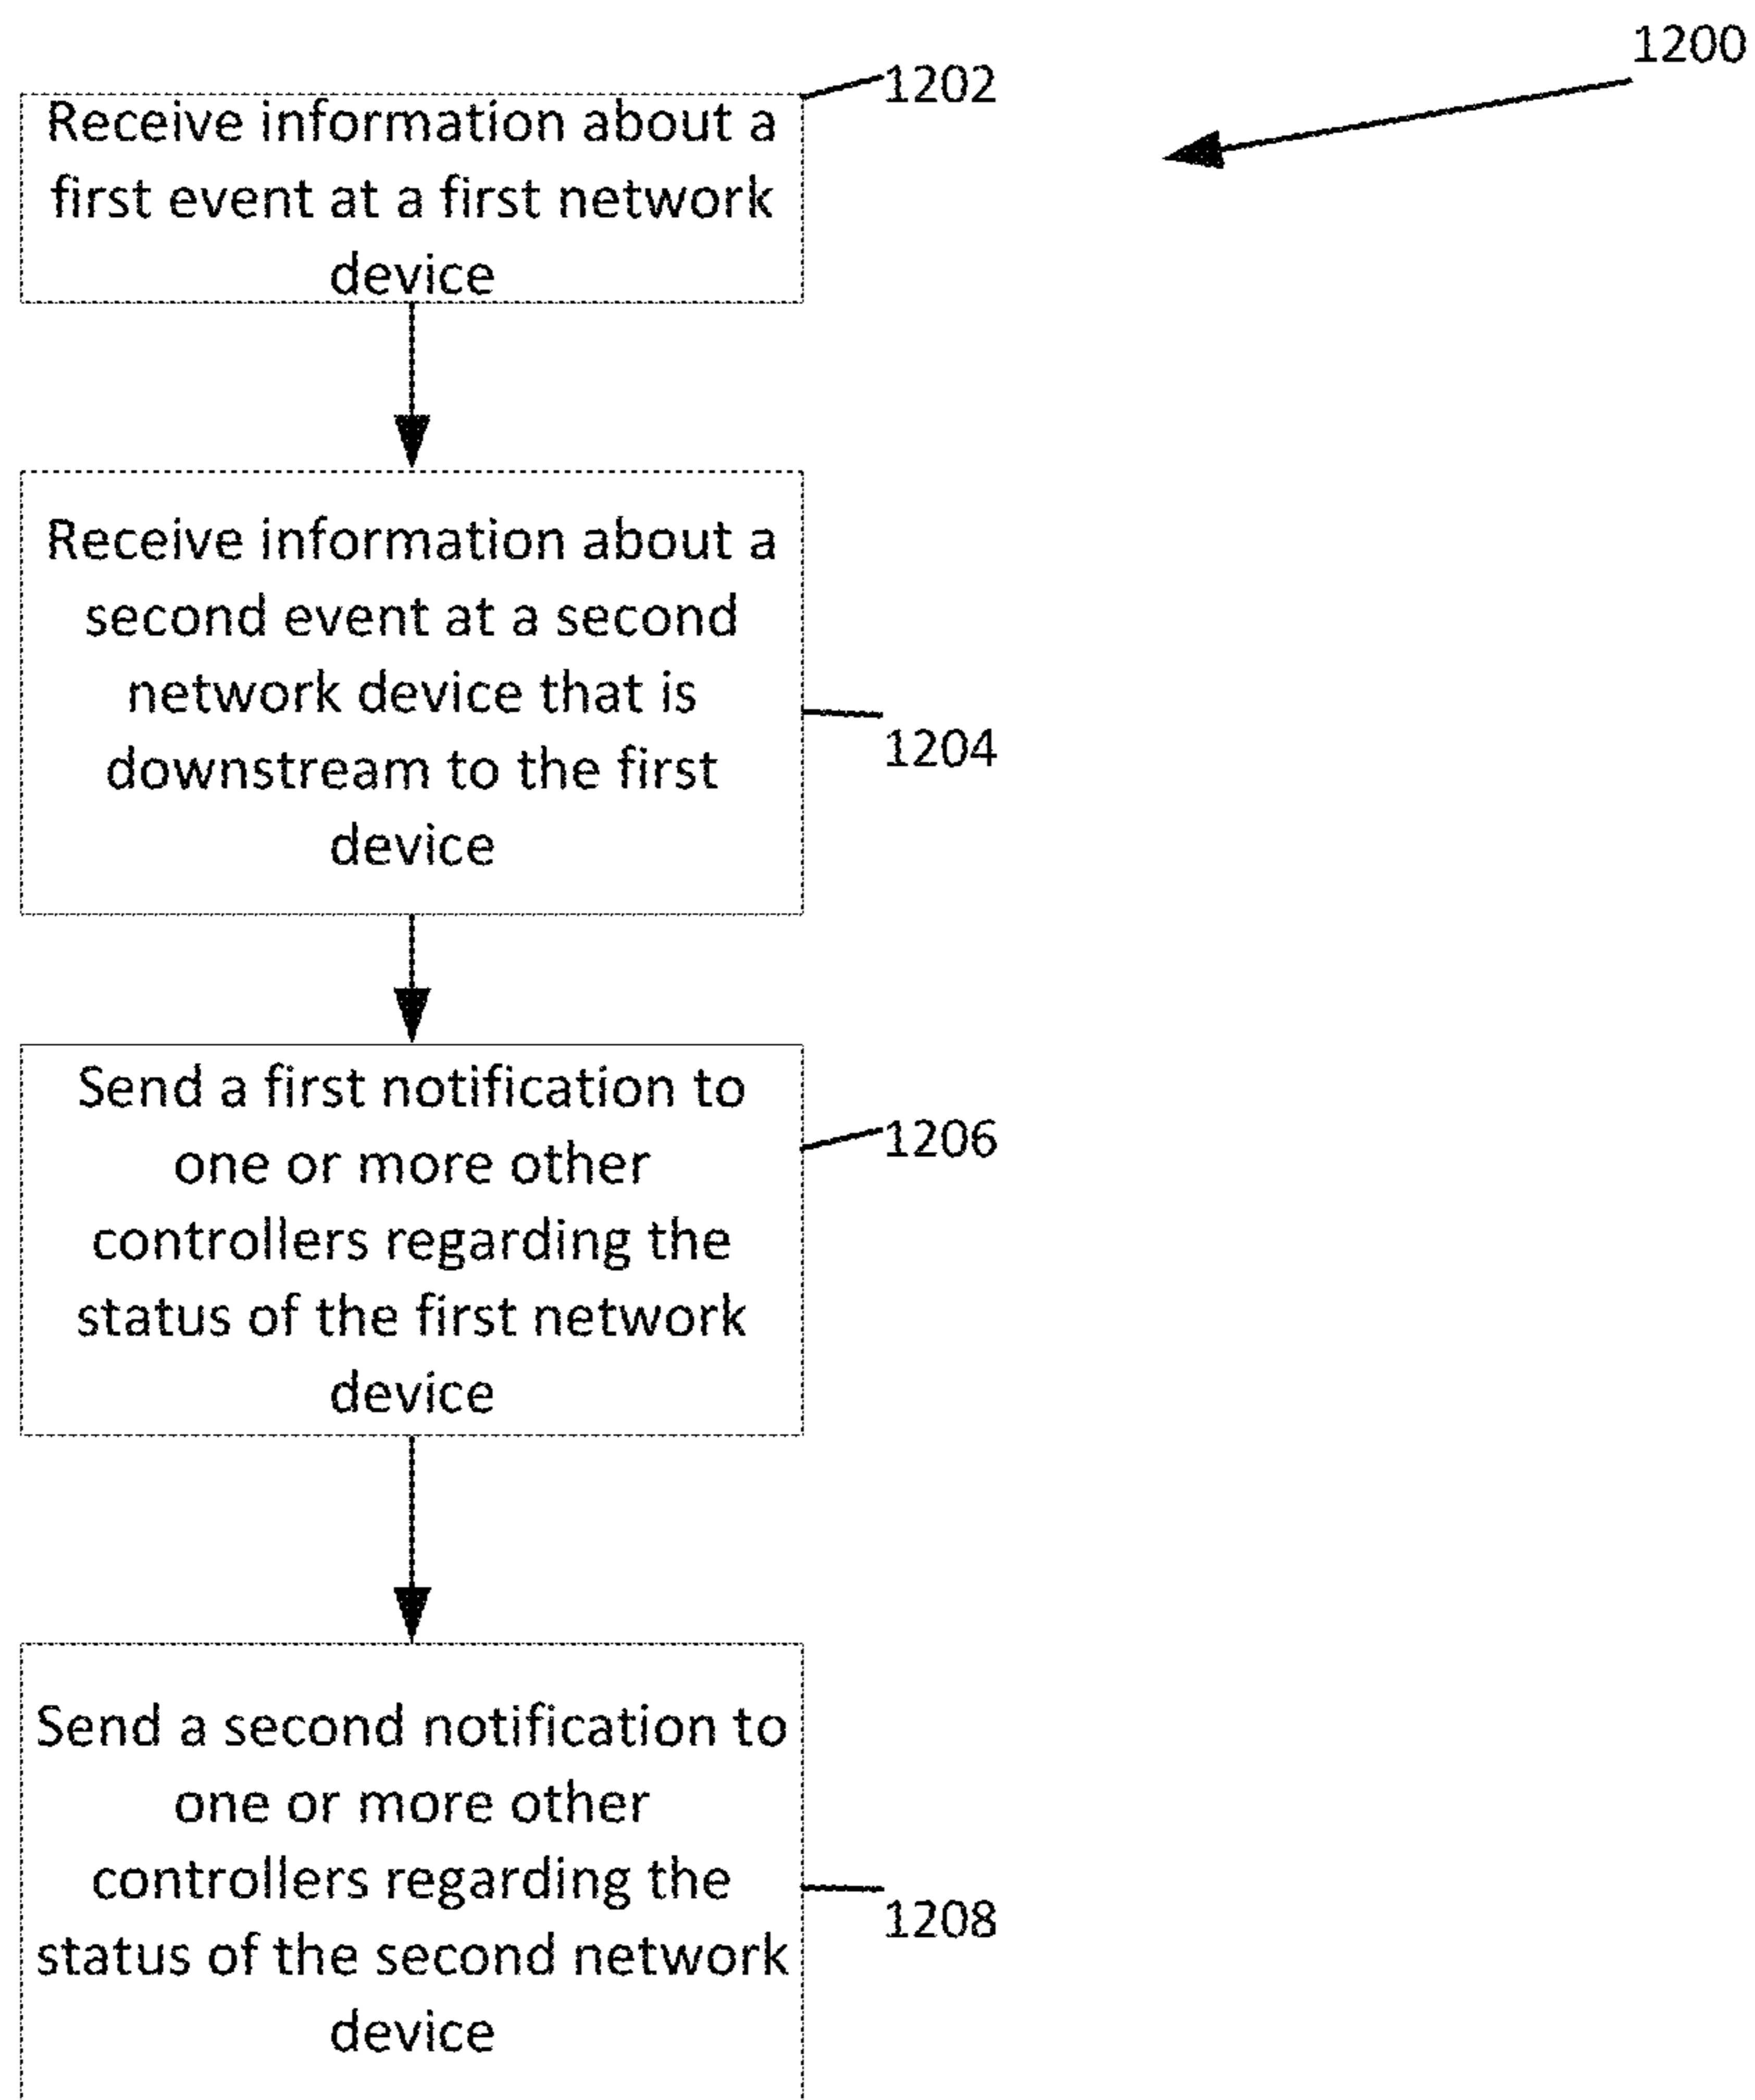 1200
1202
Receive information about a
first event at a first network
device
Receive information about a
second event at a second
network device that is
downstream to the first
device
1204
Send a first notification to
one or more other
controllers regarding the
status of the first network
device
1206
Send a second notification to
one or more other
controllers regarding the
status of the second network
device
1208